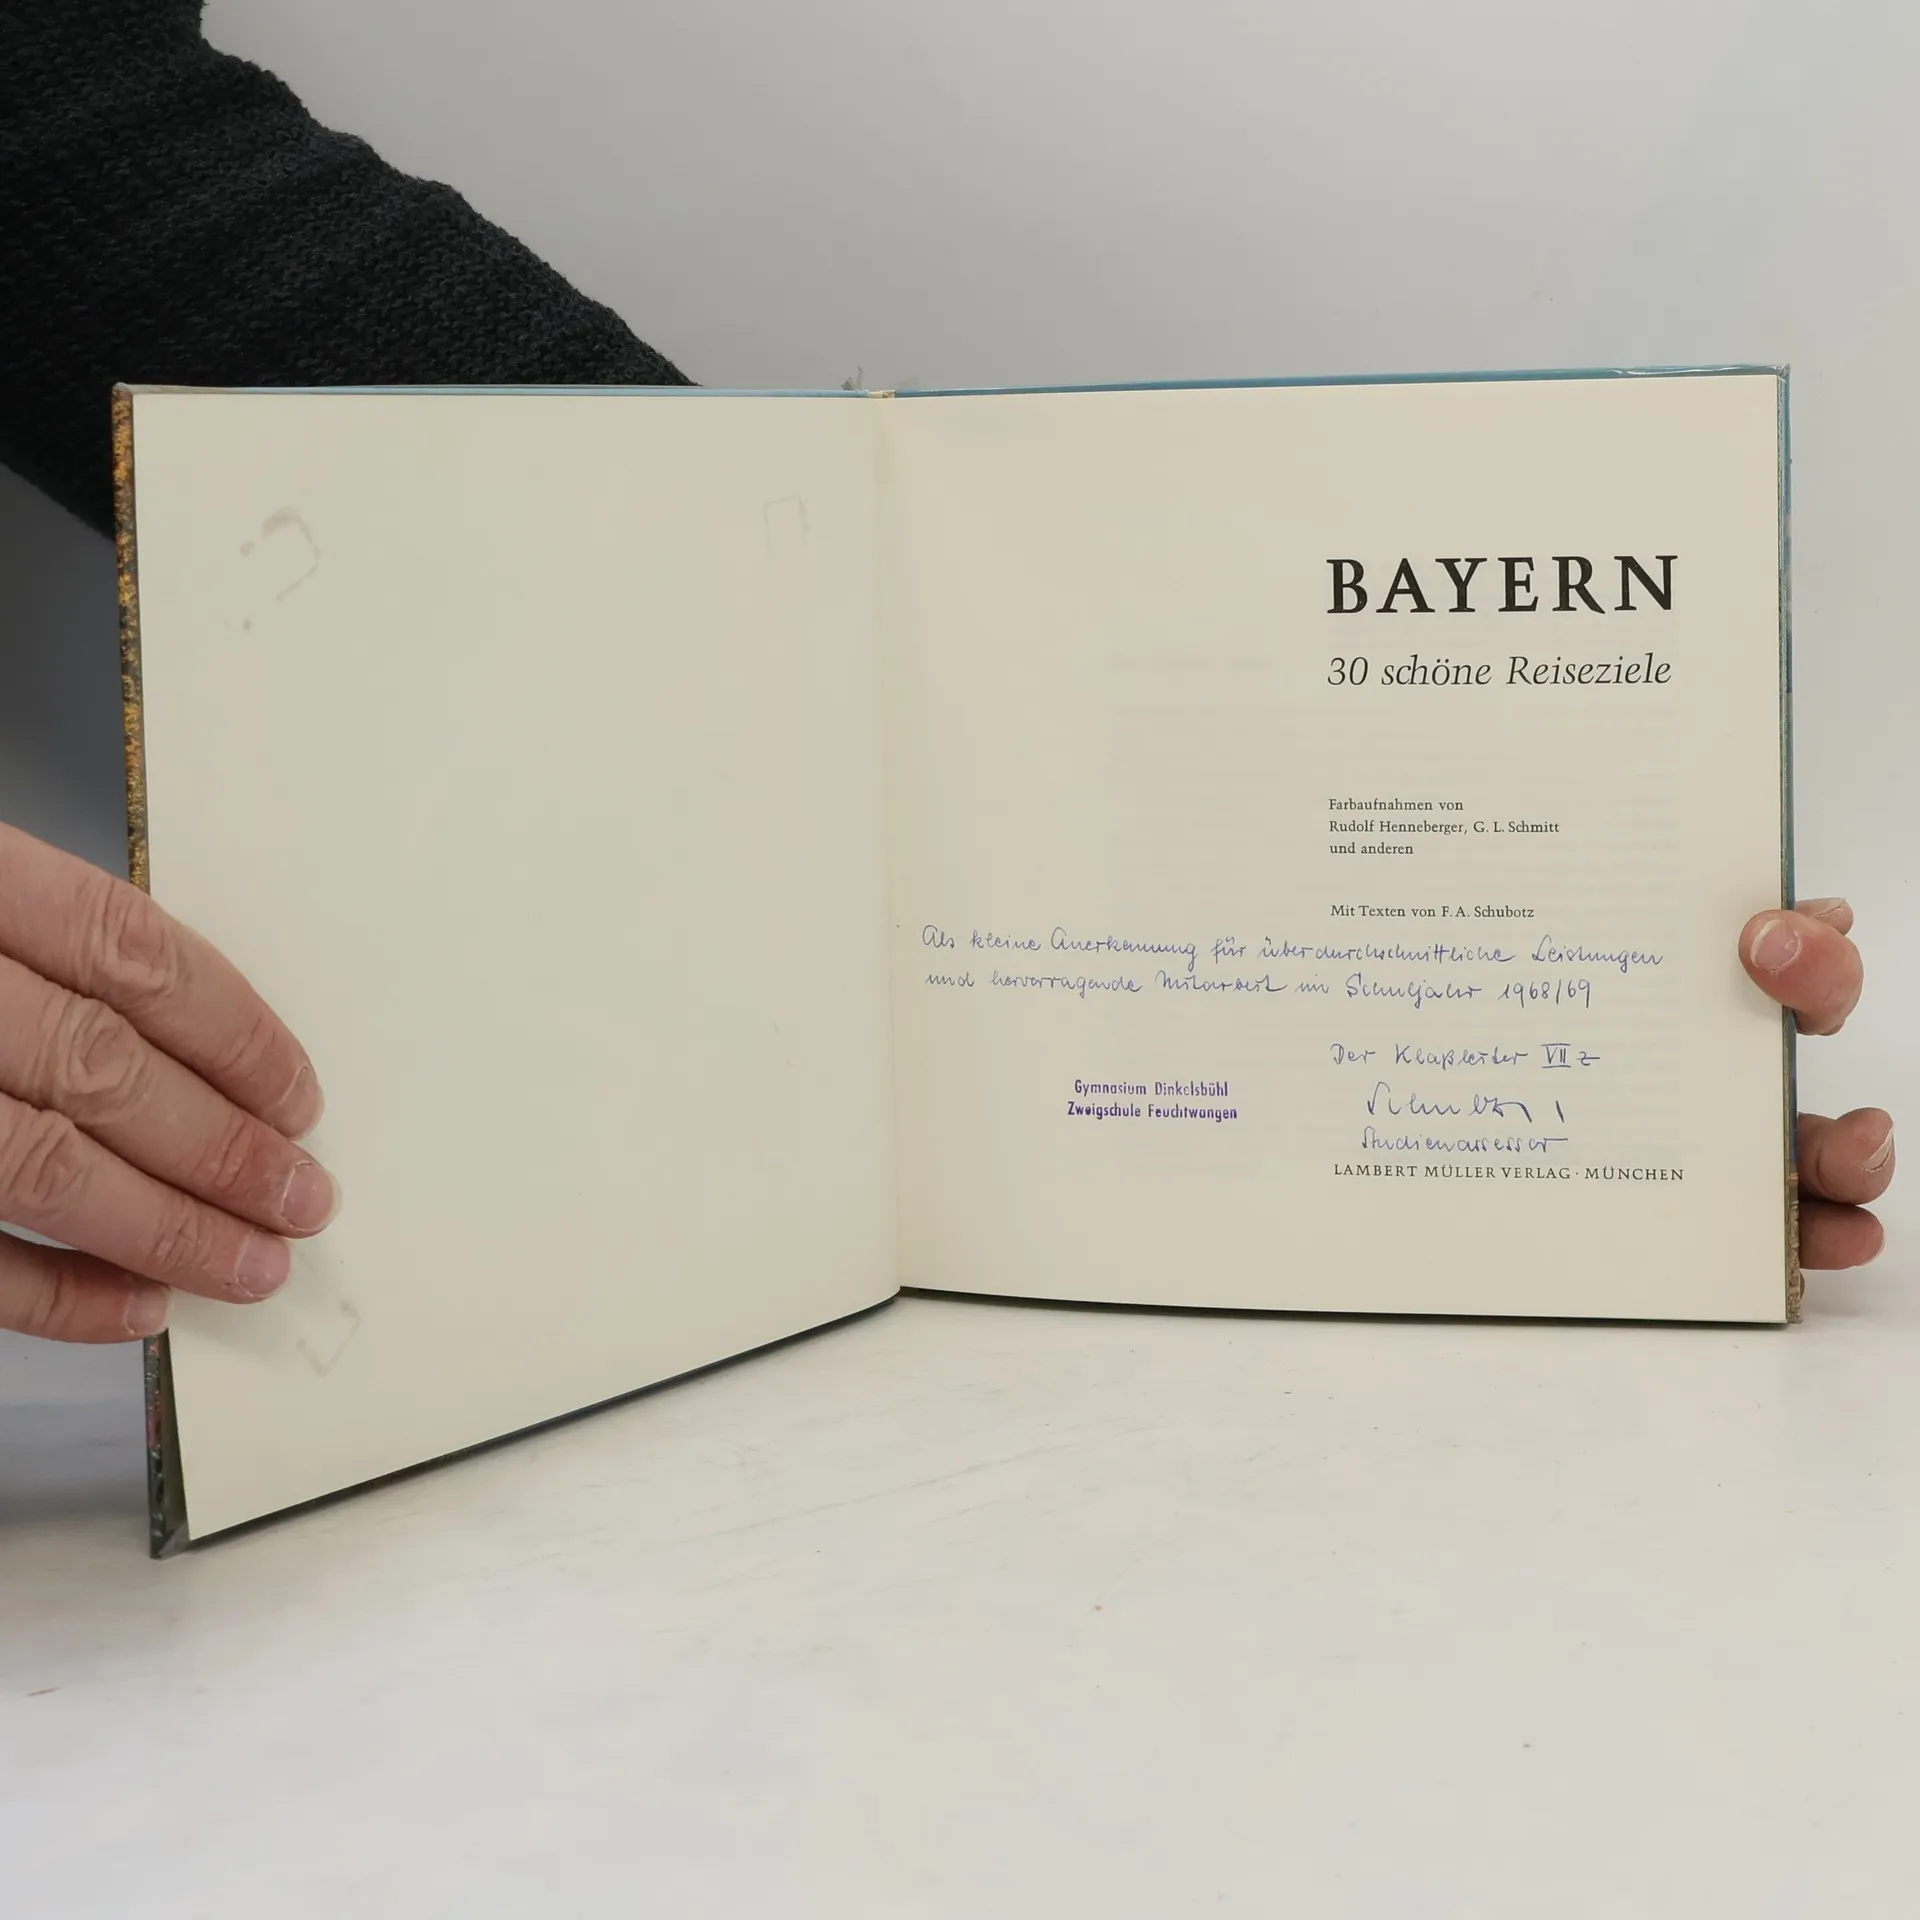 BAYERN
30 schöne Reiseziele
Farbaufnahmen von
Rudolf Henneberger, G. L. Schmitt
und anderen
Mit Texten von F. A. Schubotz
Als kleine Anerkennung für überdurchschnittliche Leistungen
und hervorragende Mitarbeit im Schuljahr 1968/69
Der Klaßleiter VII z
Studienassessor
Gymnasium Dinkelsbühl
Zweigschule Feuchtwangen
LAMBERT MÜLLER VERLAG · MÜNCHEN